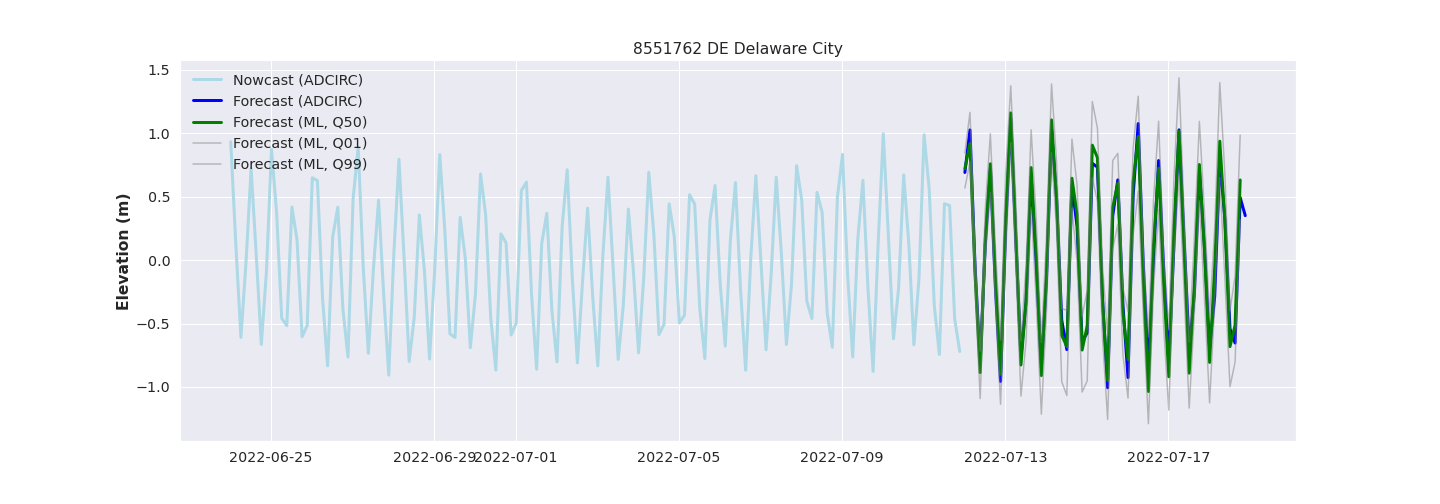 8551762 DE Delaware City
Elevation (m)
1.5
1.0
0.5
0.0
−0.5
−1.0
Nowcast (ADCIRC)
Forecast (ADCIRC)
Forecast (ML, Q50)
Forecast (ML, Q01)
Forecast (ML, Q99)
2022-06-25
2022-06-29
2022-07-01
2022-07-05
2022-07-09
2022-07-13
2022-07-17